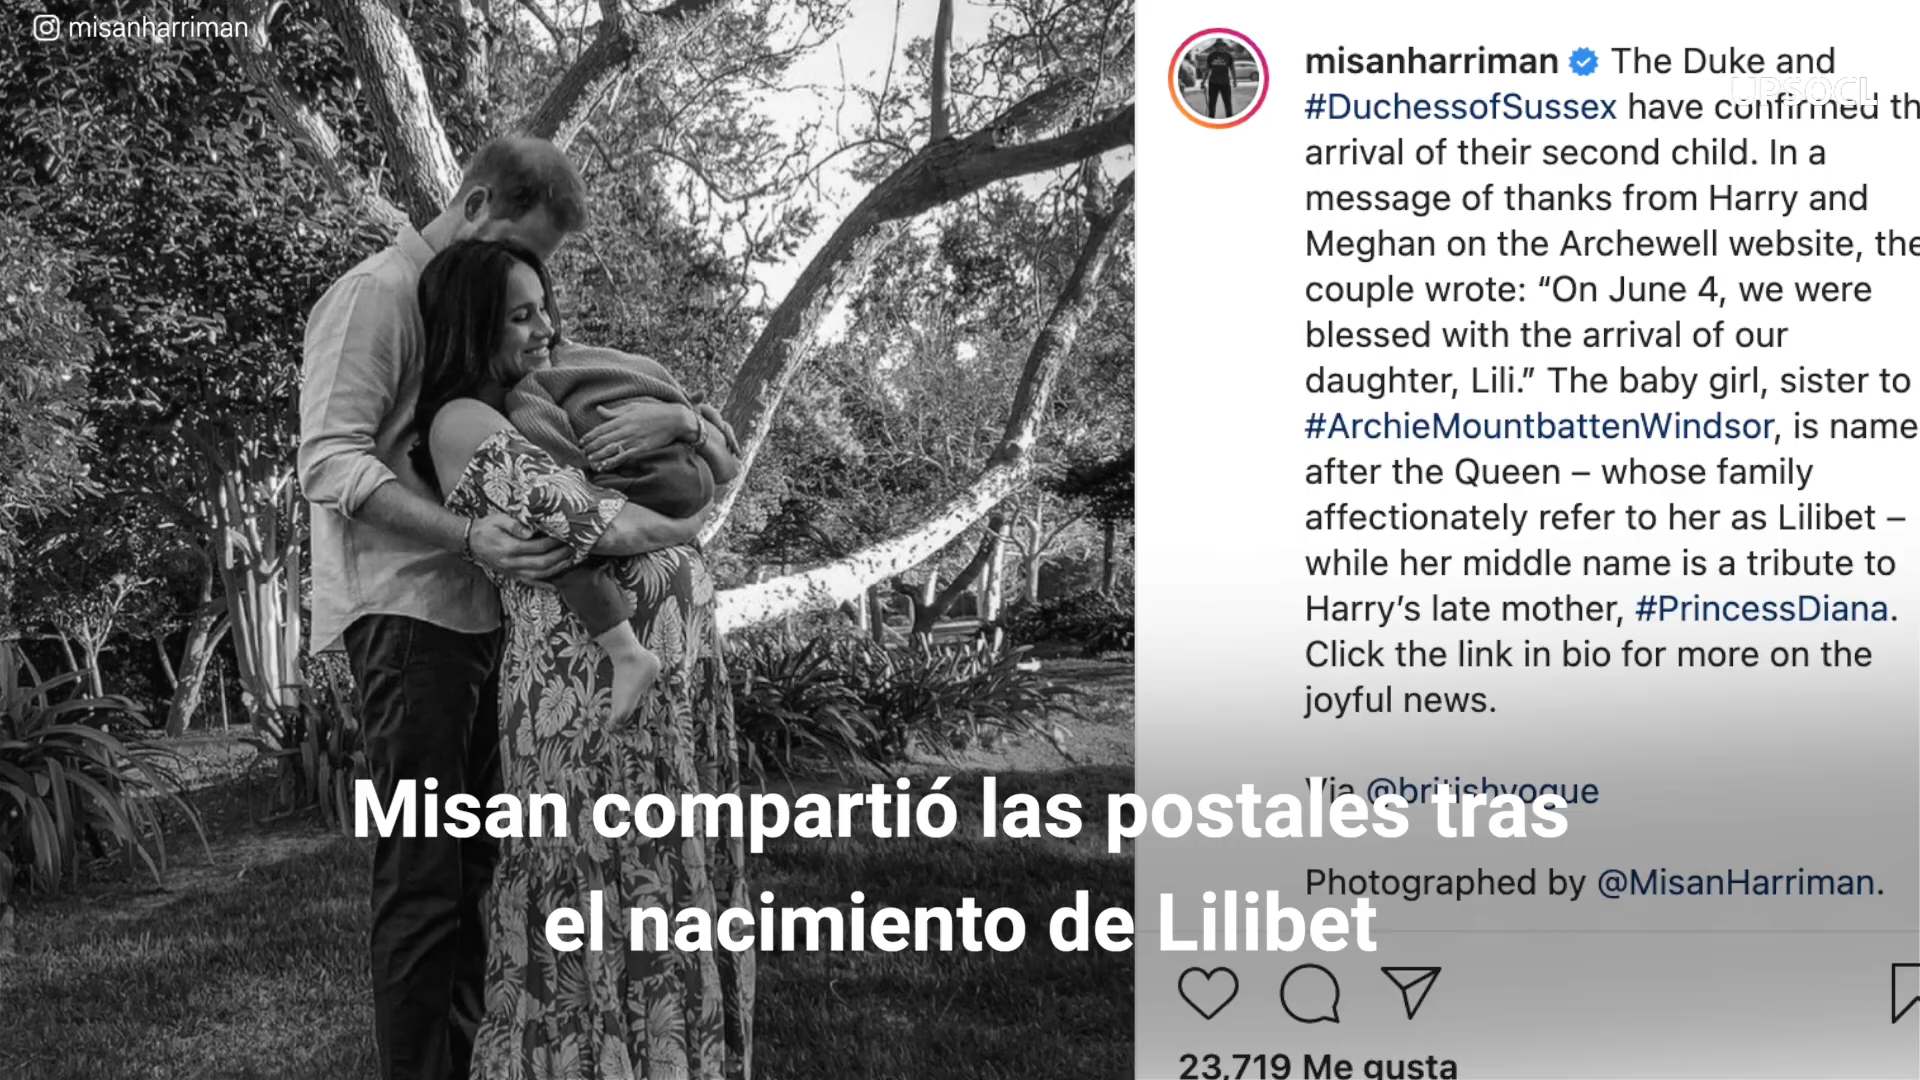 misanharriman
misanharriman The Duke and
UPSOCL
#DuchessofSussex have confirmed th
arrival of their second child. In a
message of thanks from Harry and
Meghan on the Archewell website, the
couple wrote: “On June 4, we were
blessed with the arrival of our
daughter, Lili.” The baby girl, sister to
#ArchieMountbattenWindsor, is name
after the Queen – whose family
affectionately refer to her as Lilibet –
while her middle name is a tribute to
Harry’s late mother, #PrincessDiana.
Click the link in bio for more on the
joyful news.
Via @britishvogue
Misan compartió las postales tras
Photographed by @MisanHarriman.
el nacimiento de Lilibet
23,719 Me gusta